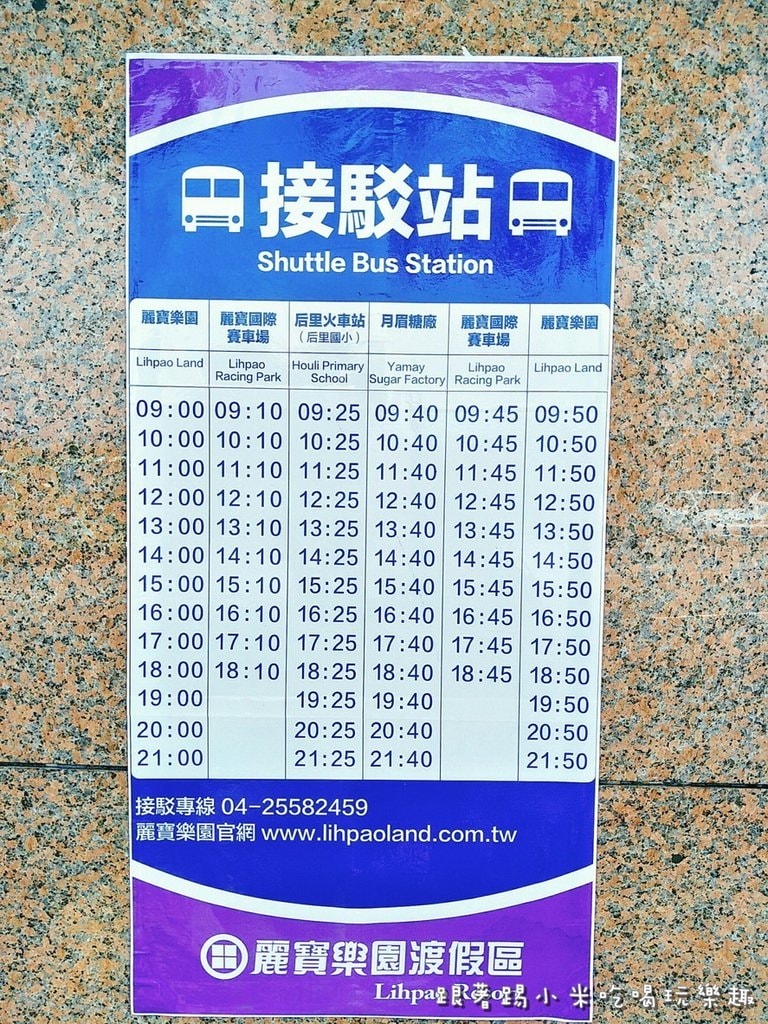 接駁站
Shuttle Bus Station
麗寶樂園 麗寶國際賽車場 后里火車站（后里國小） 月眉糖廠 麗寶國際賽車場 麗寶樂園
Lihpao Land Lihpao Racing Park Houli Primary School Yamay Sugar Factory Lihpao Racing Park Lihpao Land
09:00 09:10 09:25 09:40 09:45 09:50
10:00 10:10 10:25 10:40 10:45 10:50
11:00 11:10 11:25 11:40 11:45 11:50
12:00 12:10 12:25 12:40 12:45 12:50
13:00 13:10 13:25 13:40 13:45 13:50
14:00 14:10 14:25 14:40 14:45 14:50
15:00 15:10 15:25 15:40 15:45 15:50
16:00 16:10 16:25 16:40 16:45 16:50
17:00 17:10 17:25 17:40 17:45 17:50
18:00 18:10 18:25 18:40 18:45 18:50
19:00 19:25 19:40 19:50
20:00 20:25 20:40 20:50
21:00 21:25 21:40 21:50
接駁專線 04-25582459
麗寶樂園官網 www.lihpaoland.com.tw
麗寶樂園渡假區
跟著踢小米吃喝玩樂趣